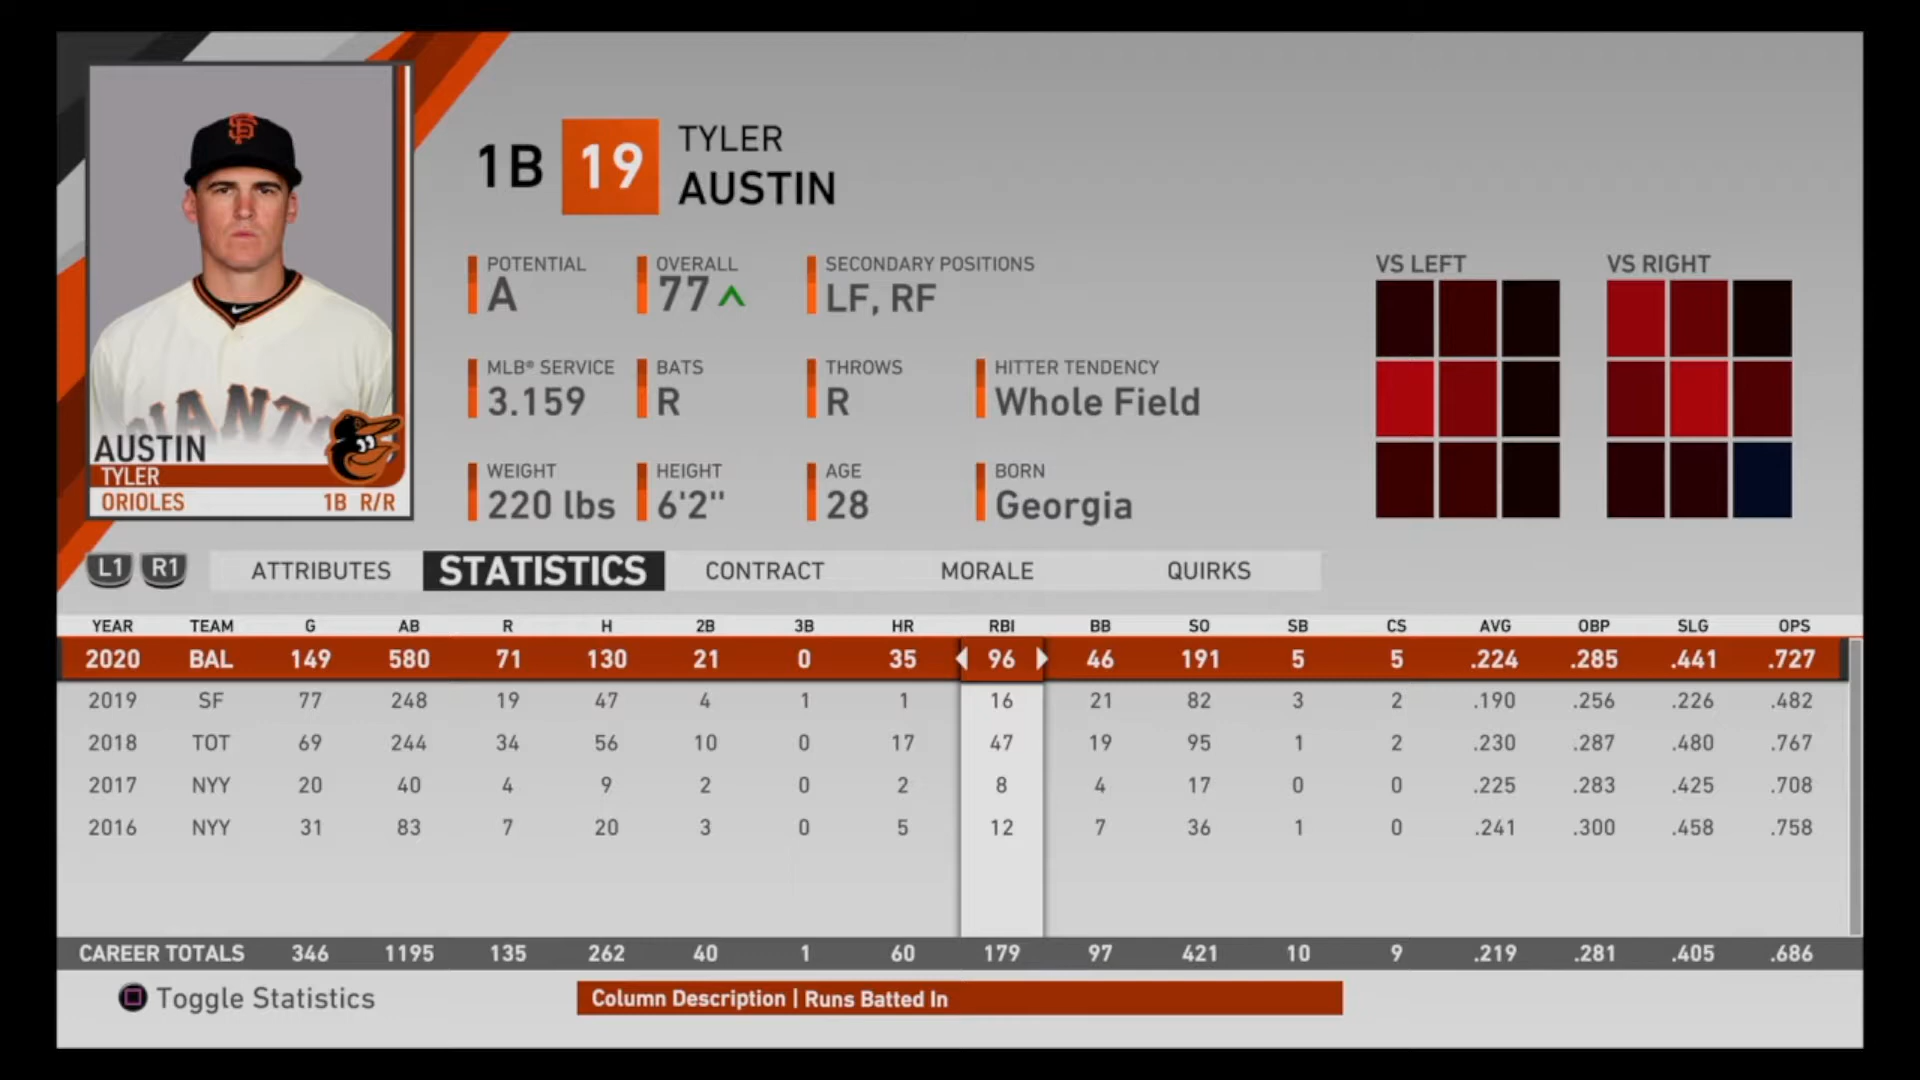 1B 19 TYLER
AUSTIN
POTENTIAL OVERALL SECONDARY POSITIONS
A 77 LF, RF
MLB® SERVICE BATS THROWS HITTER TENDENCY
3.159 R R Whole Field
WEIGHT HEIGHT AGE BORN
220 lbs 6'2" 28 Georgia
VS LEFT VS RIGHT
SF
GIANTS
AUSTIN
TYLER
ORIOLES 1B R/R
L1 R1 ATTRIBUTES STATISTICS CONTRACT MORALE QUIRKS
YEAR TEAM G AB R H 2B 3B HR RBI BB SO SB CS AVG OBP SLG OPS
2020 BAL 149 580 71 130 21 0 35 96 46 191 5 5 .224 .285 .441 .727
2019 SF 77 248 19 47 4 1 1 16 21 82 3 2 .190 .256 .226 .482
2018 TOT 69 244 34 56 10 0 17 47 19 95 1 2 .230 .287 .480 .767
2017 NYY 20 40 4 9 2 0 2 8 4 17 0 0 .225 .283 .425 .708
2016 NYY 31 83 7 20 3 0 5 12 7 36 1 0 .241 .300 .458 .758
CAREER TOTALS 346 1195 135 262 40 1 60 179 97 421 10 9 .219 .281 .405 .686
Toggle Statistics
Column Description | Runs Batted In